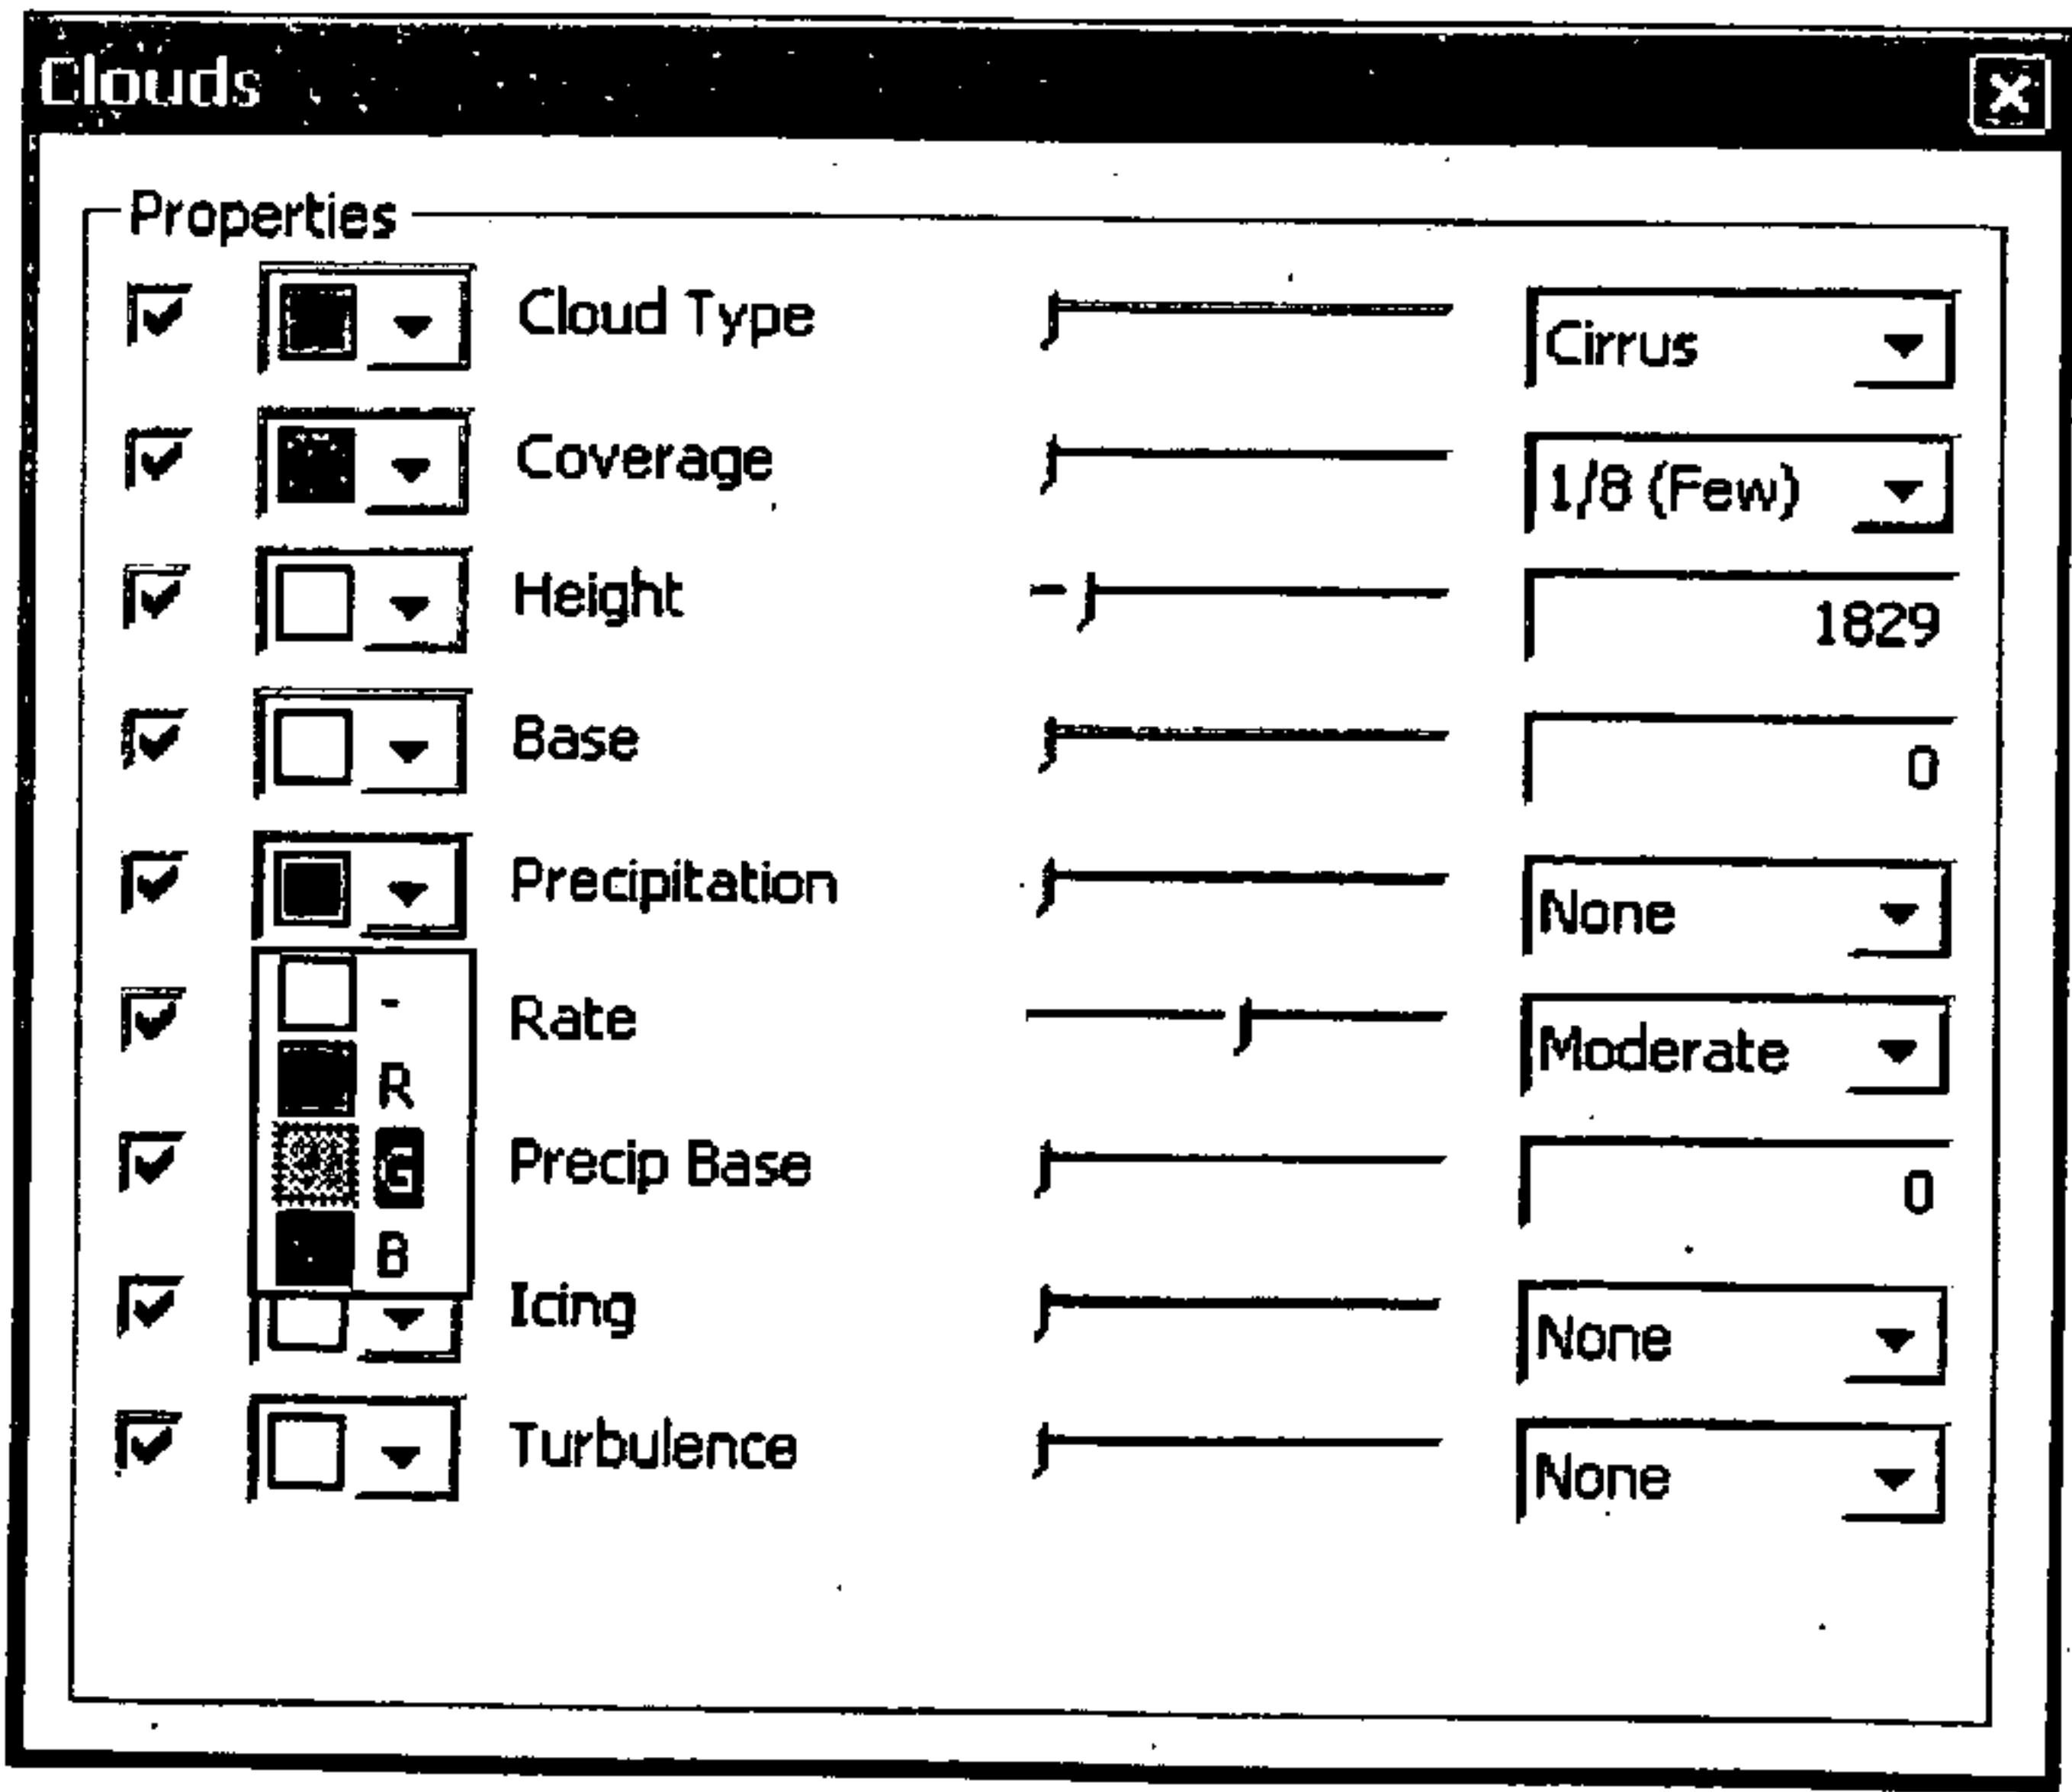 Clouds
Properties
Cloud Type Cirrus
Coverage 1/8 (Few)
Height 1829
Base 0
Precipitation None
- Rate Moderate
R
G Precip Base 0
B
Icing None
Turbulence None